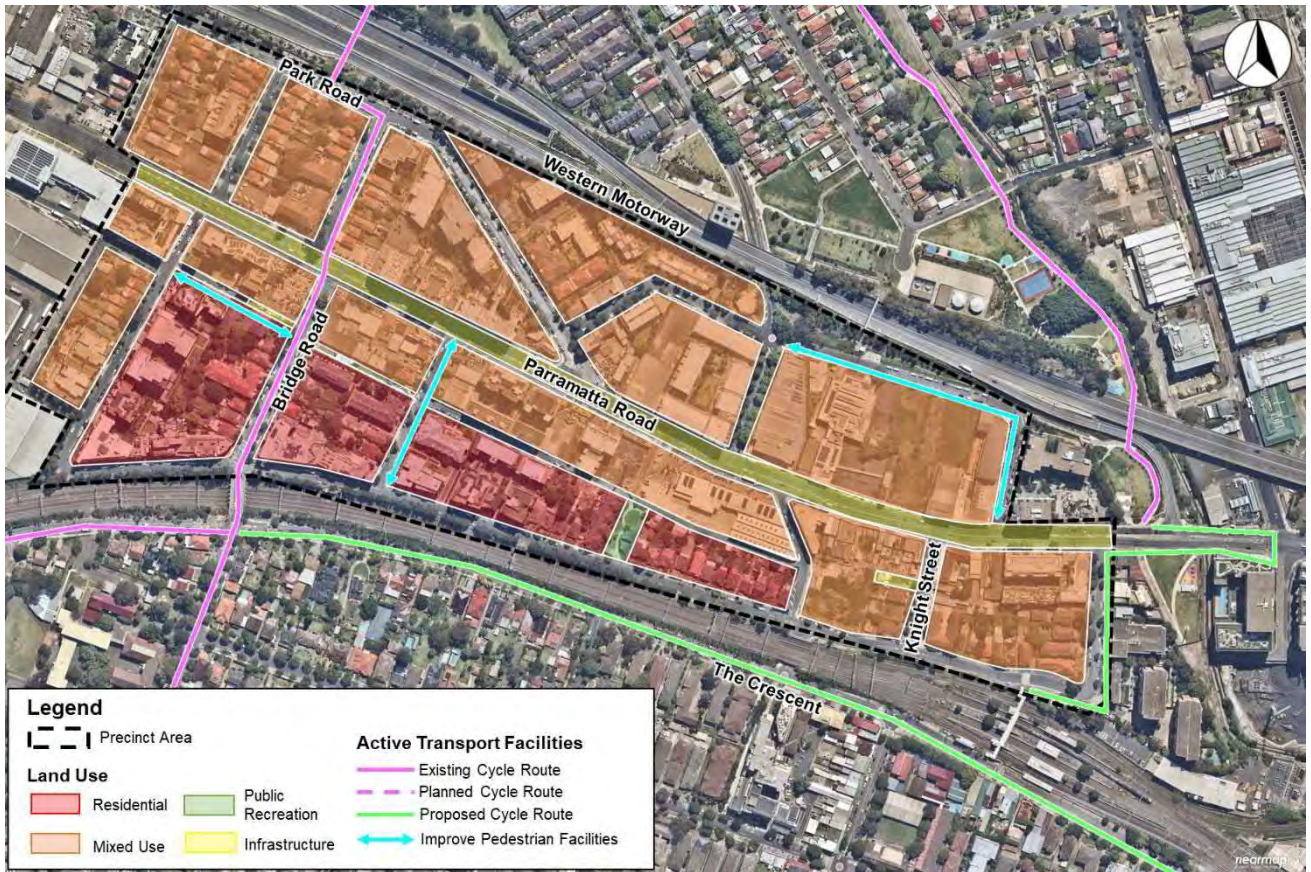 Park Road
Western Motorway
Bridge Road
Parramatta Road
Knight Street
The Crescent
Legend
Precinct Area
Land Use
Residential
Public
Recreation
Mixed Use
Infrastructure
Active Transport Facilities
Existing Cycle Route
Planned Cycle Route
Proposed Cycle Route
Improve Pedestrian Facilities
nearmap